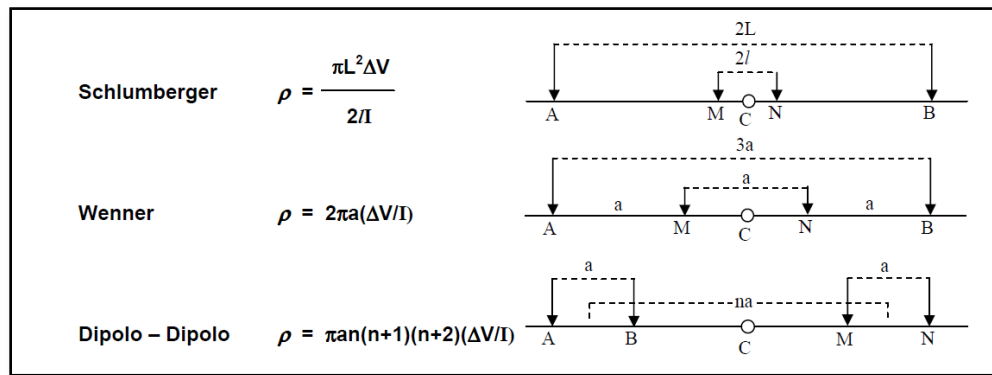 2L
πL²ΔV
2l
Schlumberger ρ =
2/I
A M C N B
3a
a
Wenner ρ = 2πa(ΔV/I)
a a
A M C N B
a a
na
Dipolo – Dipolo ρ = πan(n+1)(n+2)(ΔV/I)
A B C M N